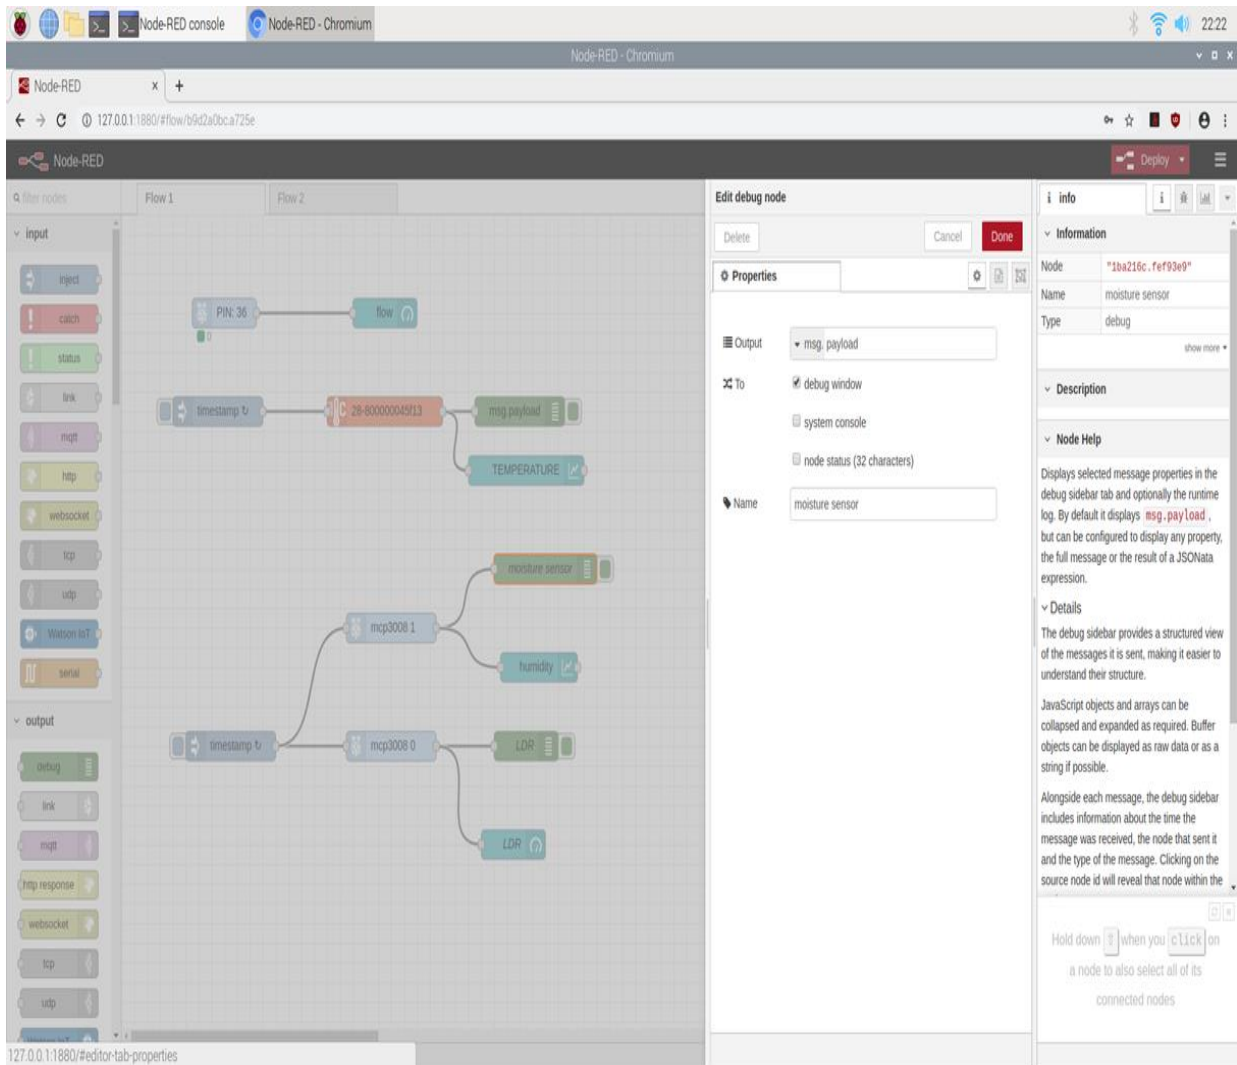 Node-RED console
Node-RED - Chromium
22:22
Node-RED - Chromium
Node-RED
127.0.0.1:1880/#flow/b9d2a0bc.a725e
Node-RED
Deploy
filter nodes
Flow 1
Flow 2
Edit debug node
i info
input
Delete
Cancel
Done
Information
inject
Properties
Node
"1ba216c.fef93e9"
Name
moisture sensor
catch
PIN: 36
flow
Type
debug
0
status
Output
msg. payload
show more
link
timestamp ↻
28-800000045f13
msg.payload
To
debug window
Description
mqtt
system console
Node Help
http
TEMPERATURE
node status (32 characters)
Displays selected message properties in the
debug sidebar tab and optionally the runtime
log. By default it displays msg.payload ,
but can be configured to display any property,
the full message or the result of a JSONata
expression.
websocket
Name
moisture sensor
tcp
moisture sensor
udp
Details
Watson IoT
mcp3008 1
The debug sidebar provides a structured view
of the messages it is sent, making it easier to
understand their structure.
serial
humidity
output
JavaScript objects and arrays can be
collapsed and expanded as required. Buffer
objects can be displayed as raw data or as a
string if possible.
timestamp ↻
mcp3008 0
LDR
debug
link
Alongside each message, the debug sidebar
includes information about the time the
message was received, the node that sent it
and the type of the message. Clicking on the
source node id will reveal that node within the
mqtt
LDR
http response
websocket
Hold down ⇧ when you click on
a node to also select all of its
connected nodes
tcp
udp
127.0.0.1:1880/#editor-tab-properties